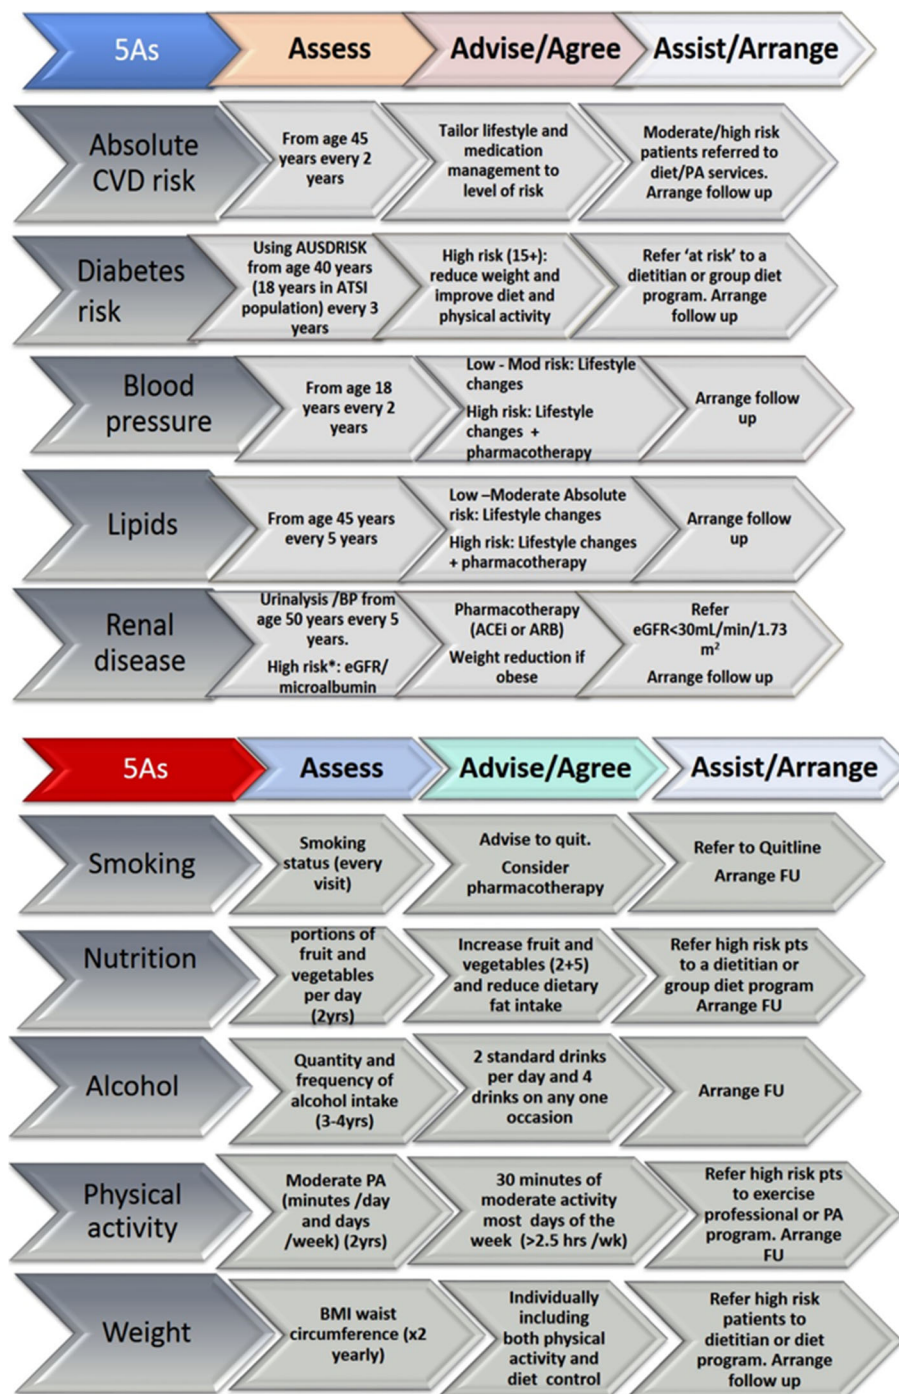 5As
Assess
Advise/Agree
Assist/Arrange
Absolute
CVD risk
From age 45
years every 2
years
Tailor lifestyle and
medication
management to
level of risk
Moderate/high risk
patients referred to
diet/PA services.
Arrange follow up
Diabetes
risk
Using AUSDRISK
from age 40 years
(18 years in ATSI
population) every 3
years
High risk (15+):
reduce weight and
improve diet and
physical activity
Refer ‘at risk’ to a
dietitian or group diet
program. Arrange
follow up
Blood
pressure
From age 18
years every 2
years
Low - Mod risk: Lifestyle
changes
High risk: Lifestyle
changes +
pharmacotherapy
Arrange follow
up
Lipids
From age 45 years
every 5 years
Low –Moderate Absolute
risk: Lifestyle changes
High risk: Lifestyle changes
+ pharmacotherapy
Arrange follow
up
Renal
disease
Urinalysis /BP from
age 50 years every 5
years.
High risk*: eGFR/
microalbumin
Pharmacotherapy
(ACEi or ARB)
Weight reduction if
obese
Refer
eGFR<30mL/min/1.73
m²
Arrange follow up
5As
Assess
Advise/Agree
Assist/Arrange
Smoking
Smoking
status (every
visit)
Advise to quit.
Consider
pharmacotherapy
Refer to Quitline
Arrange FU
Nutrition
portions of
fruit and
vegetables
per day
(2yrs)
Increase fruit and
vegetables (2+5)
and reduce dietary
fat intake
Refer high risk pts
to a dietitian or
group diet program
Arrange FU
Alcohol
Quantity and
frequency of
alcohol intake
(3-4yrs)
2 standard drinks
per day and 4
drinks on any one
occasion
Arrange FU
Physical
activity
Moderate PA
(minutes /day
and days
/week) (2yrs)
30 minutes of
moderate activity
most days of the
week (>2.5 hrs /wk)
Refer high risk pts
to exercise
professional or PA
program. Arrange
FU
Weight
BMI waist
circumference (x2
yearly)
Individually
including
both physical
activity and
diet control
Refer high risk
patients to
dietitian or diet
program. Arrange
follow up